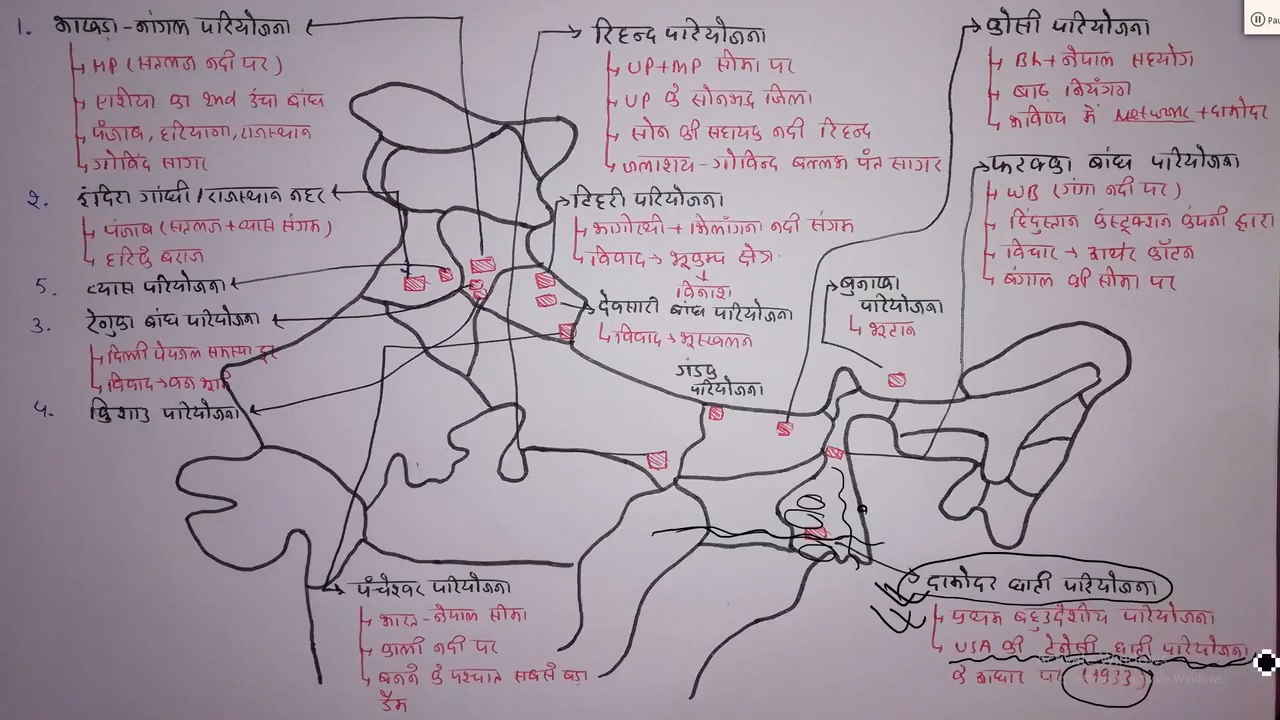 1. भाखड़ा-नांगल परियोजना
HP (सतलज नदी पर)
एशीया का 2nd ऊंचा बांध
पंजाब, हरियाणा, राजस्थान
गोविंद सागर
2. इंदिरा गांधी / राजस्थान नहर
पंजाब (सतलज + व्यास संगम)
हरिके बराज
5. व्यास परियोजना
3. रेनुका बांध परियोजना
दिल्ली पेयजल समस्या दूर
विवाद → वन भूमि
4. किशाउ परियोजना
रिहन्द परियोजना
UP + MP सीमा पर
UP के सोनभद्र जिला
सोन की सहायक नदी रिहन्द
जलाशय - गोविन्द बल्लभ पंत सागर
टिहरी परियोजना
भागीरथी + भिलांगना नदी संगम
विवाद → भूकम्प क्षेत्र
विनाश
देवसारी बांध परियोजना
विवाद → भूस्खलन
गंडक
परियोजना
कोसी परियोजना
Bh + नेपाल सहयोग
बाढ़ नियंत्रण
भविष्य में Network + दामोदर
फरक्का बांध परियोजना
WB (गंगा नदी पर)
हिंदुस्तान कंस्ट्रक्शन कंपनी द्वारा
विचार → आर्थर कॉटन
बंगाल की सीमा पर
बुनाखा
परियोजना
भूटान
पंचेश्वर परियोजना
भारत - नेपाल सीमा
काली नदी पर
बनने के पश्चात सबसे बड़ा
डैम
दामोदर घाटी परियोजना
प्रथम बहुउद्देशीय परियोजना
USA की टेनेसी घाटी परियोजना
के आधार पर (1933)